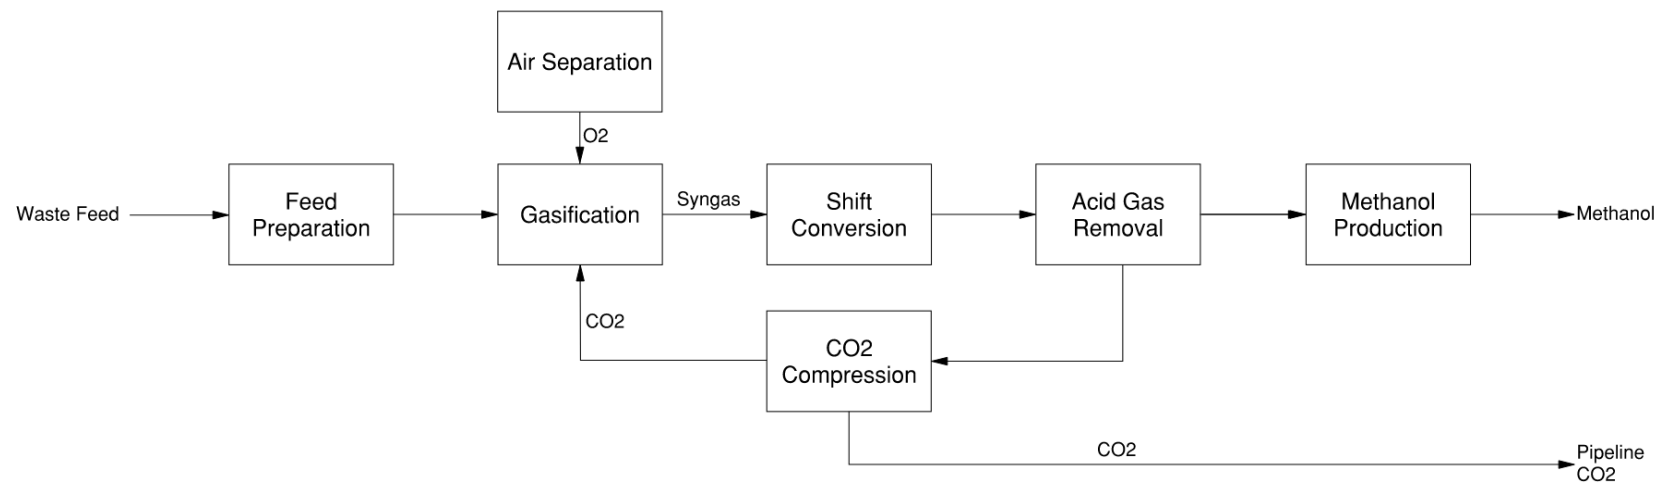 Air Separation
O2
Waste Feed
Feed
Preparation
Gasification
Syngas
Shift
Conversion
Acid Gas
Removal
Methanol
Production
Methanol
CO2
CO2
Compression
CO2
Pipeline
CO2